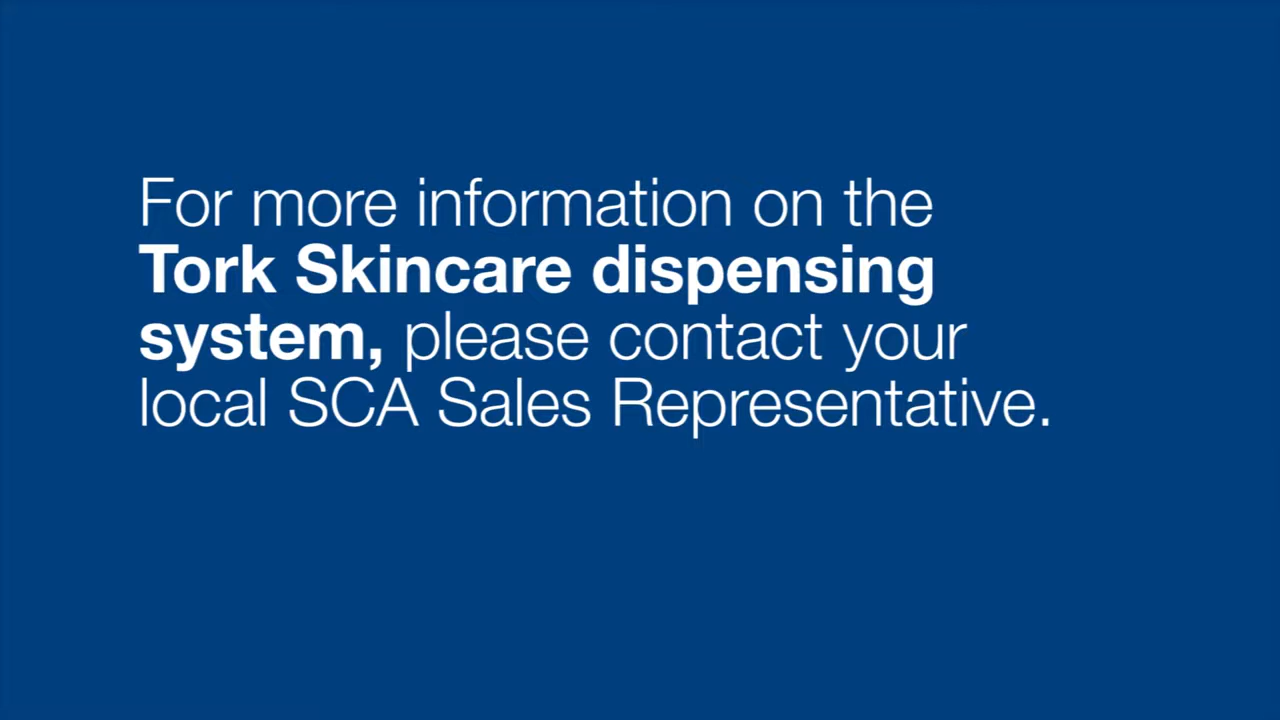 For more information on the
Tork Skincare dispensing
system, please contact your
local SCA Sales Representative.